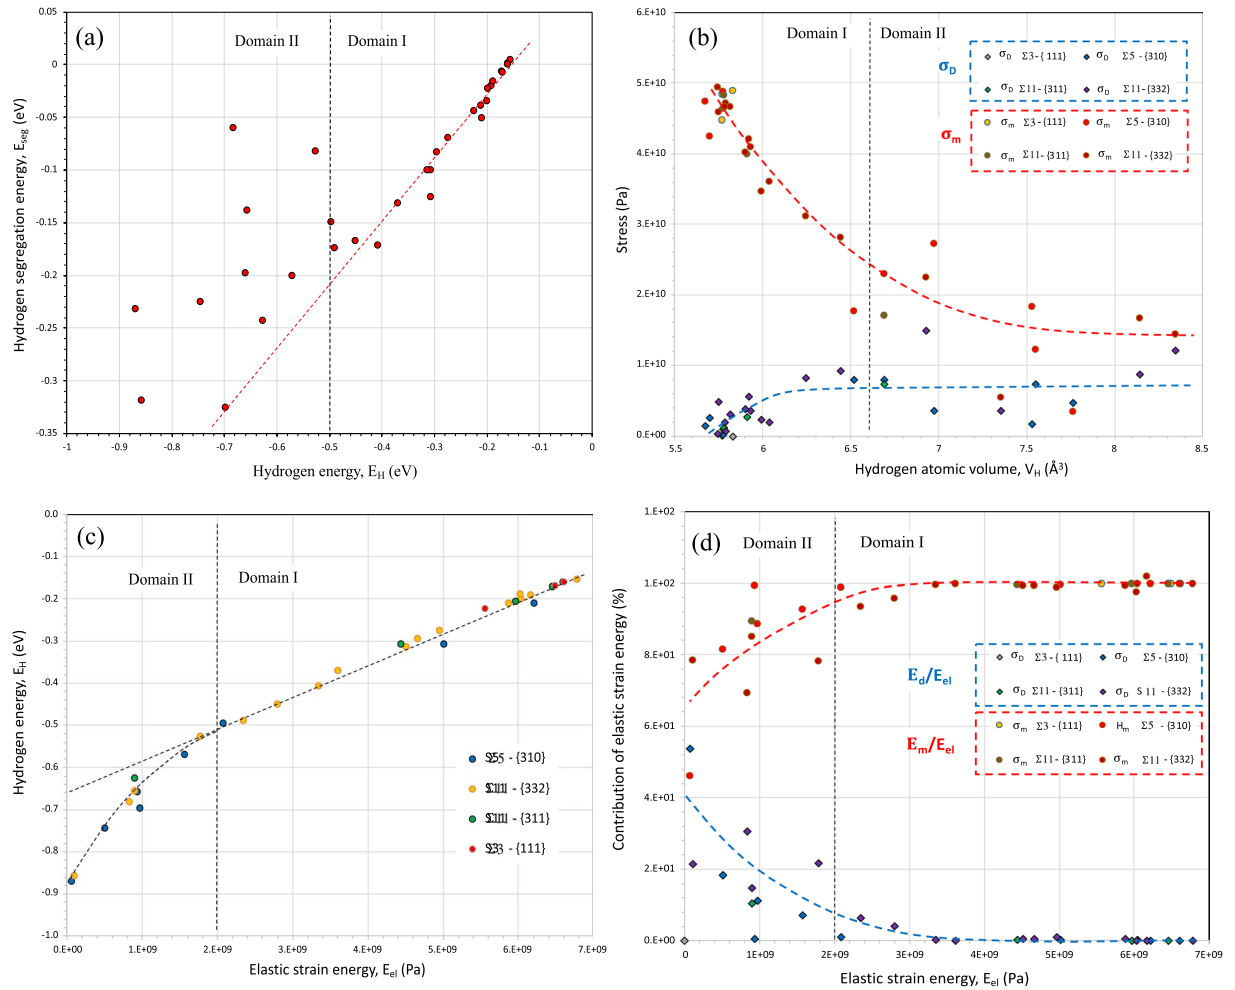 (a)
Domain II
Domain I
Hydrogen segregation energy, Eseg (eV)
0.05
0
-0.05
-0.1
-0.15
-0.2
-0.25
-0.3
-0.35
-1
-0.9
-0.8
-0.7
-0.6
-0.5
-0.4
-0.3
-0.2
-0.1
0
Hydrogen energy, EH (eV)
(b)
Domain I
Domain II
Stress (Pa)
6.E+10
5.E+10
4.E+10
3.E+10
2.E+10
1.E+10
0.E+00
5.5
6
6.5
7
7.5
8
8.5
Hydrogen atomic volume, VH (Å3)
σD
σD Σ3-{111} σD Σ5-{310}
σD Σ11-{311} σD Σ11-{332}
σm
σm Σ3-{111} σm Σ5-{310}
σm Σ11-{311} σm Σ11-{332}
(c)
Domain II
Domain I
Hydrogen energy, EH (eV)
0.0
-0.1
-0.2
-0.3
-0.4
-0.5
-0.6
-0.7
-0.8
-0.9
-1.0
0.E+00
1.E+09
2.E+09
3.E+09
4.E+09
5.E+09
6.E+09
7.E+09
Elastic strain energy, Eel (Pa)
Σ5 - {310}
Σ11 - {332}
Σ11 - {311}
Σ3 - {111}
(d)
Domain II
Domain I
Contribution of elastic strain energy (%)
1.E+02
1.E+02
8.E+01
6.E+01
4.E+01
2.E+01
0.E+00
0
1E+09
2E+09
3E+09
4E+09
5E+09
6E+09
7E+09
Elastic strain energy, Eel (Pa)
Ed/Eel
σD Σ3-{111} σD Σ5-{310}
σD Σ11-{311} σD S 11-{332}
Em/Eel
σm Σ3-{111} Hm Σ5 -{310}
σm Σ11-{311} σm Σ11-{332}